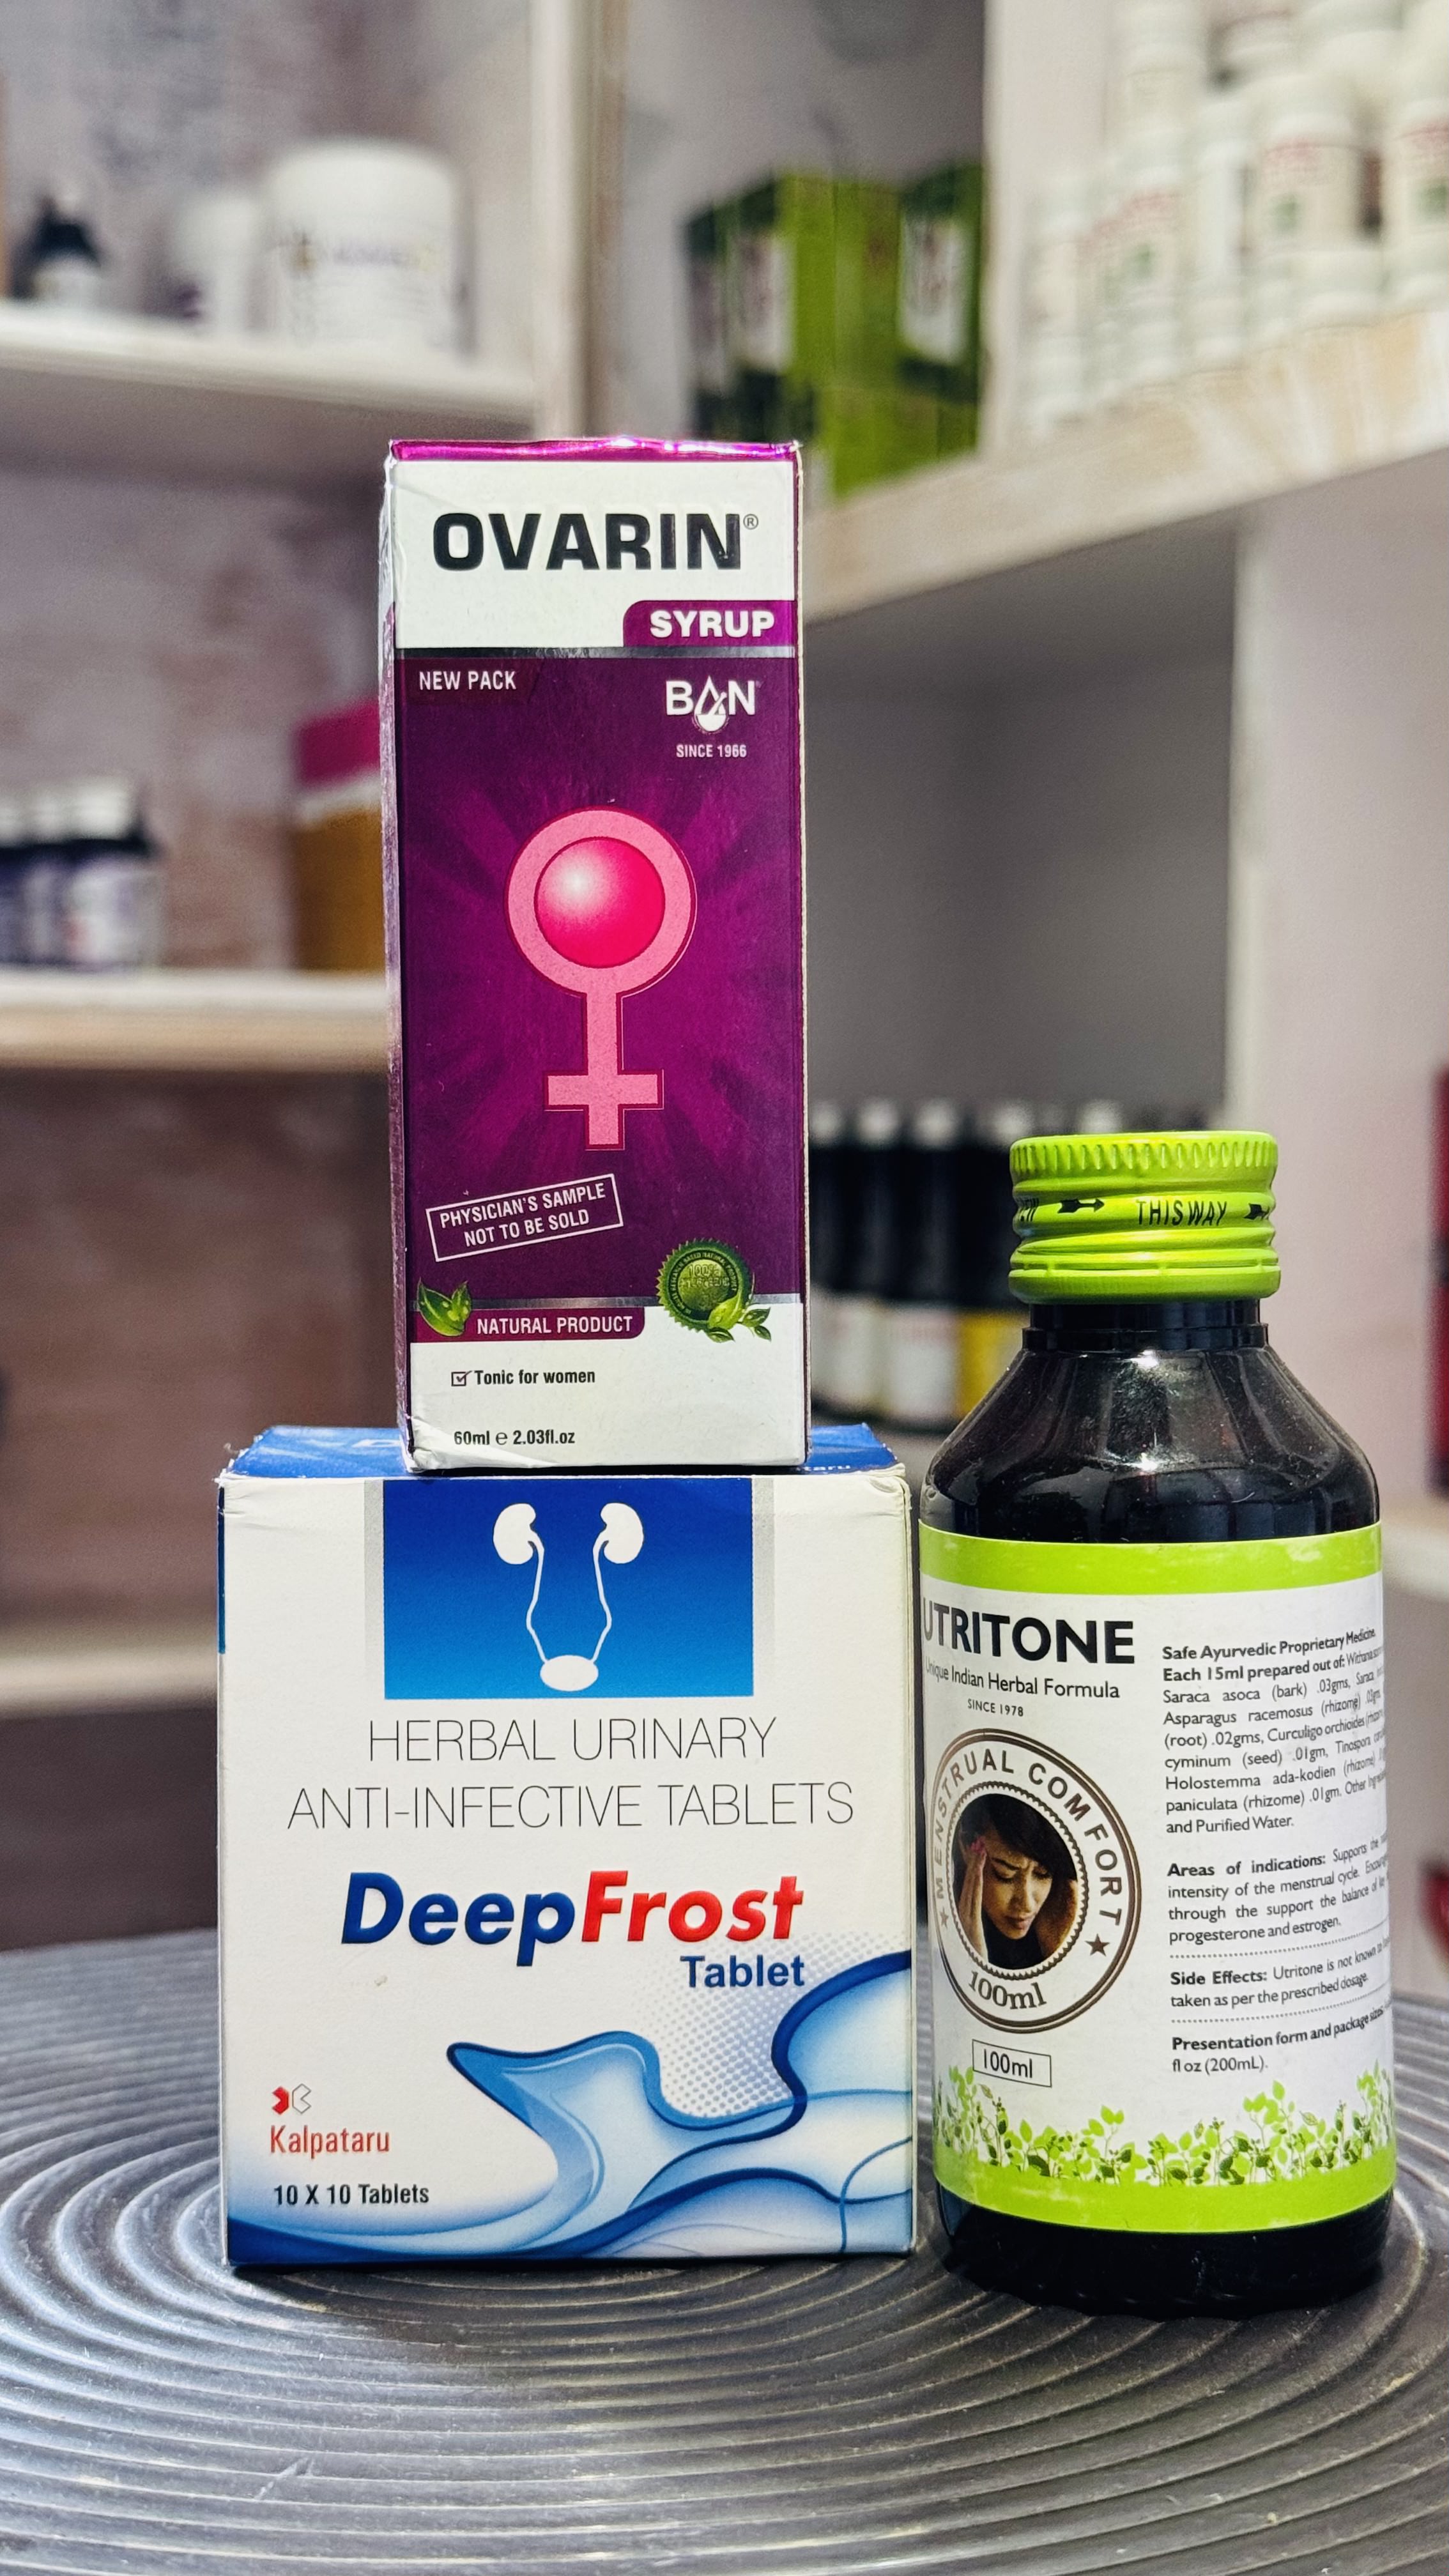 OVARIN®
SYRUP
NEW PACK
BAN
SINCE 1966
PHYSICIAN'S SAMPLE
NOT TO BE SOLD
NATURAL PRODUCT
Tonic for women
60ml e 2.03fl.oz
HERBAL URINARY
ANTI-INFECTIVE TABLETS
DeepFrost
Tablet
Kalpataru
10 X 10 Tablets
THIS WAY
UTRITONE
Unique Indian Herbal Formula
SINCE 1978
MENSTRUAL COMFORT
100ml
100ml
Safe Ayurvedic Proprietary Medicine.
Each 15ml prepared out of:
Saraca asoca (bark) .03gms, Saraca
Asparagus racemosus (rhizome)
(root) .02gms, Curculigo orchioides
cyminum (seed) .01gm, Tinospora
Holostemma ada-kodien (rhizome)
paniculata (rhizome) .01gm. Other
and Purified Water.
Areas of indications: Supports the
intensity of the menstrual cycle.
through the support the balance of
progesterone and estrogen.
Side Effects: Utritone is not known to
taken as per the prescribed dosage.
Presentation form and package sizes:
fl oz (200mL).